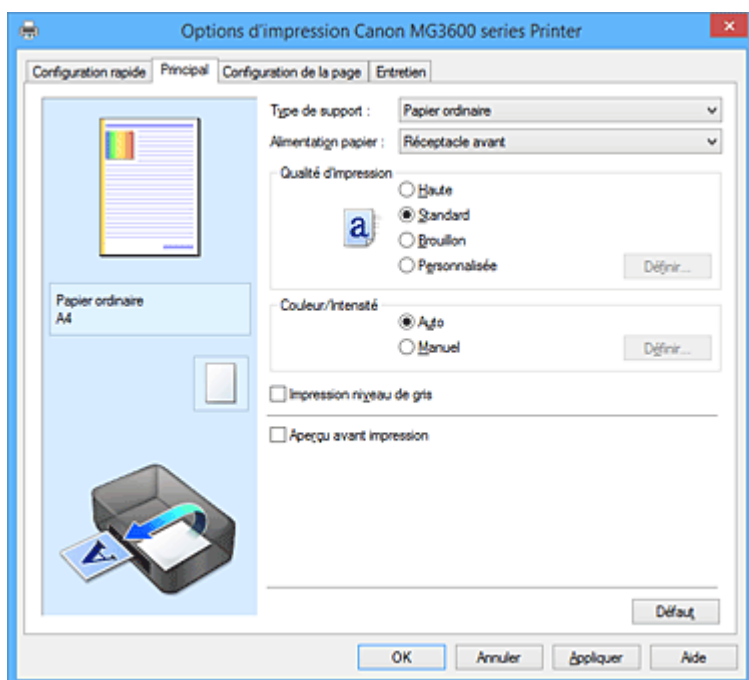 Options d'impression Canon MG3600 series Printer
Configuration rapide Principal Configuration de la page Entretien
Type de support : Papier ordinaire
Alimentation papier : Réceptacle avant
Qualité d'impression
Haute
a Standard
Brouillon
Personnalisée Définir...
Papier ordinaire
A4
Couleur/Intensité
Auto
Manuel Définir...
Impression niveau de gris
Aperçu avant impression
A
Défaut
OK Annuler Appliquer Aide